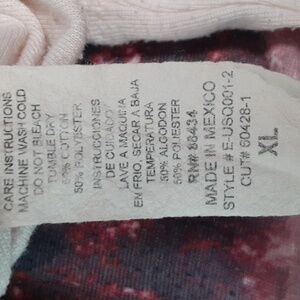 CARE INSTRUCTIONS
MACHINE WASH COLD
DO NOT BLEACH
TUMBLE DRY
50% COTTON
50% POLYESTER
INSTRUCCIONES
DE CUIDADO
LAVE A MAQUINA
EN FRIO, SECAR A BAJA
TEMPERATURA
50% ALGODON
50% POLIESTER
RN#
MADE IN MEXICO
STYLE # E-USQ001-2
CUT# 60428-1
XL